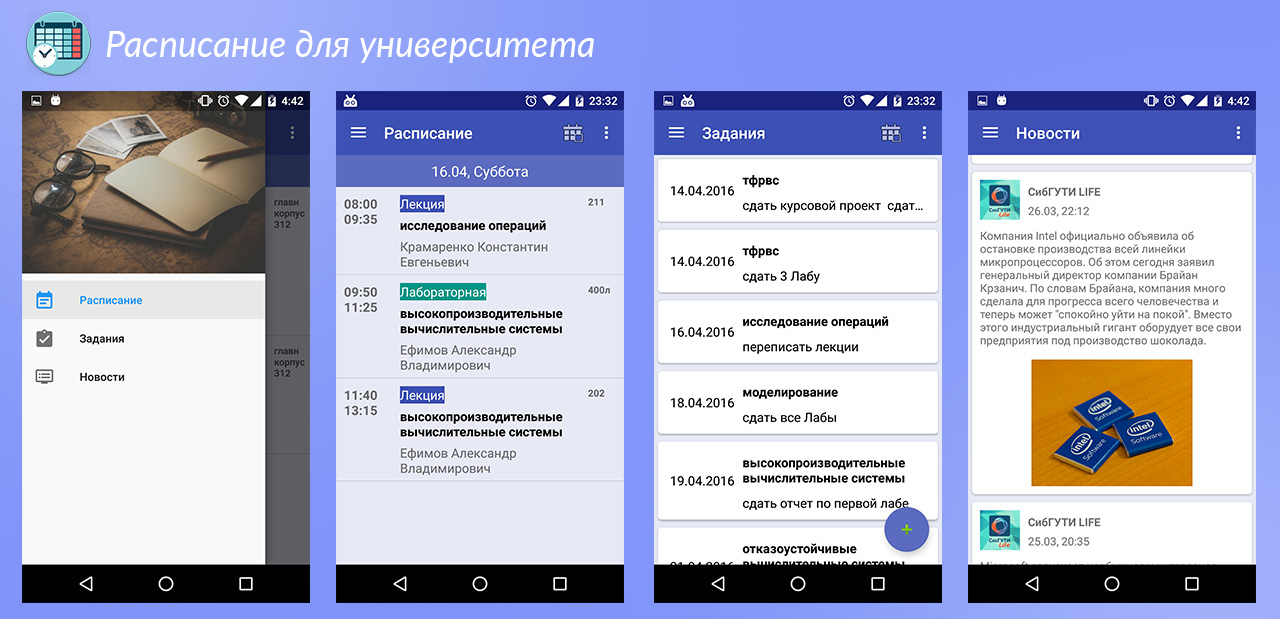 Расписание для университета
4:42
главн
корпус
312
Расписание
Задания
Новости
главн
корпус
312
23:32
Расписание
16.04, Суббота
08:00
09:35
Лекция
211
исследование операций
Крамаренко Константин
Евгеньевич
09:50
11:25
Лабораторная
400л
высокопроизводительные
вычислительные системы
Ефимов Александр
Владимирович
11:40
13:15
Лекция
202
высокопроизводительные
вычислительные системы
Ефимов Александр
Владимирович
23:32
Задания
14.04.2016
тфрвс
сдать курсовой проект сдат...
14.04.2016
тфрвс
сдать 3 Лабу
16.04.2016
исследование операций
переписать лекции
18.04.2016
моделирование
сдать все Лабы
19.04.2016
высокопроизводительные
вычислительные системы
сдать отчет по первой лабе
+
отказоустойчивые
вычислительные системы
21.04.2016
4:42
Новости
СибГУТИ Life
СибГУТИ LIFE
26.03, 22:12
Компания Intel официально объявила об
остановке производства всей линейки
микропроцессоров. Об этом сегодня заявил
генеральный директор компании Брайан
Крзанич. По словам Брайана, компания много
сделала для прогресса всего человечества и
теперь может "спокойно уйти на покой". Вместо
этого индустриальный гигант оборудует все свои
предприятия под производство шоколада.
intel
Software
intel
Software
intel
Software
СибГУТИ Life
СибГУТИ LIFE
25.03, 20:35